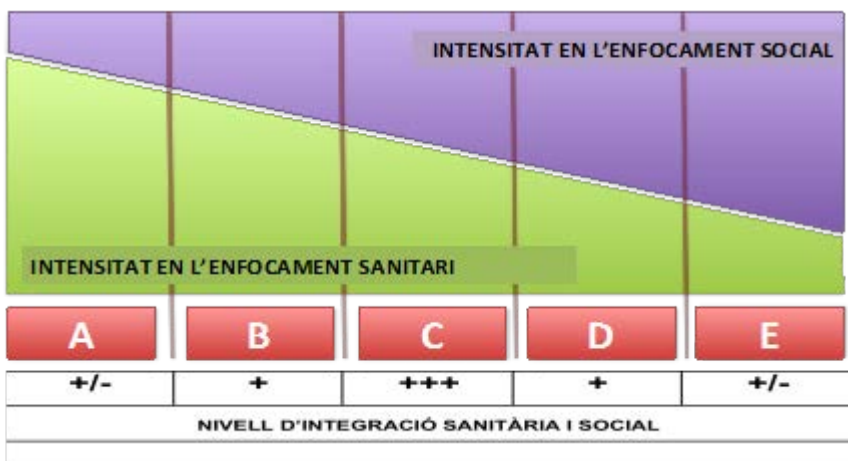 INTENSITAT EN L'ENFOCAMENT SOCIAL
INTENSITAT EN L'ENFOCAMENT SANITARI
A B C D E
+/- + +++ + +/-
NIVELL D'INTEGRACIÓ SANITÀRIA I SOCIAL